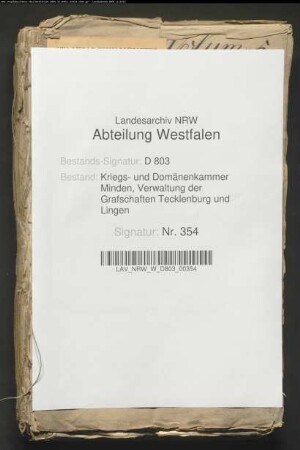 Landesarchiv NRW
Abteilung Westfalen
Bestands-Signatur: D 803
Bestand: Kriegs- und Domänenkammer
Minden, Verwaltung der
Grafschaften Tecklenburg und
Lingen
Signatur: Nr. 354
LAV_NRW_W_D803_00354